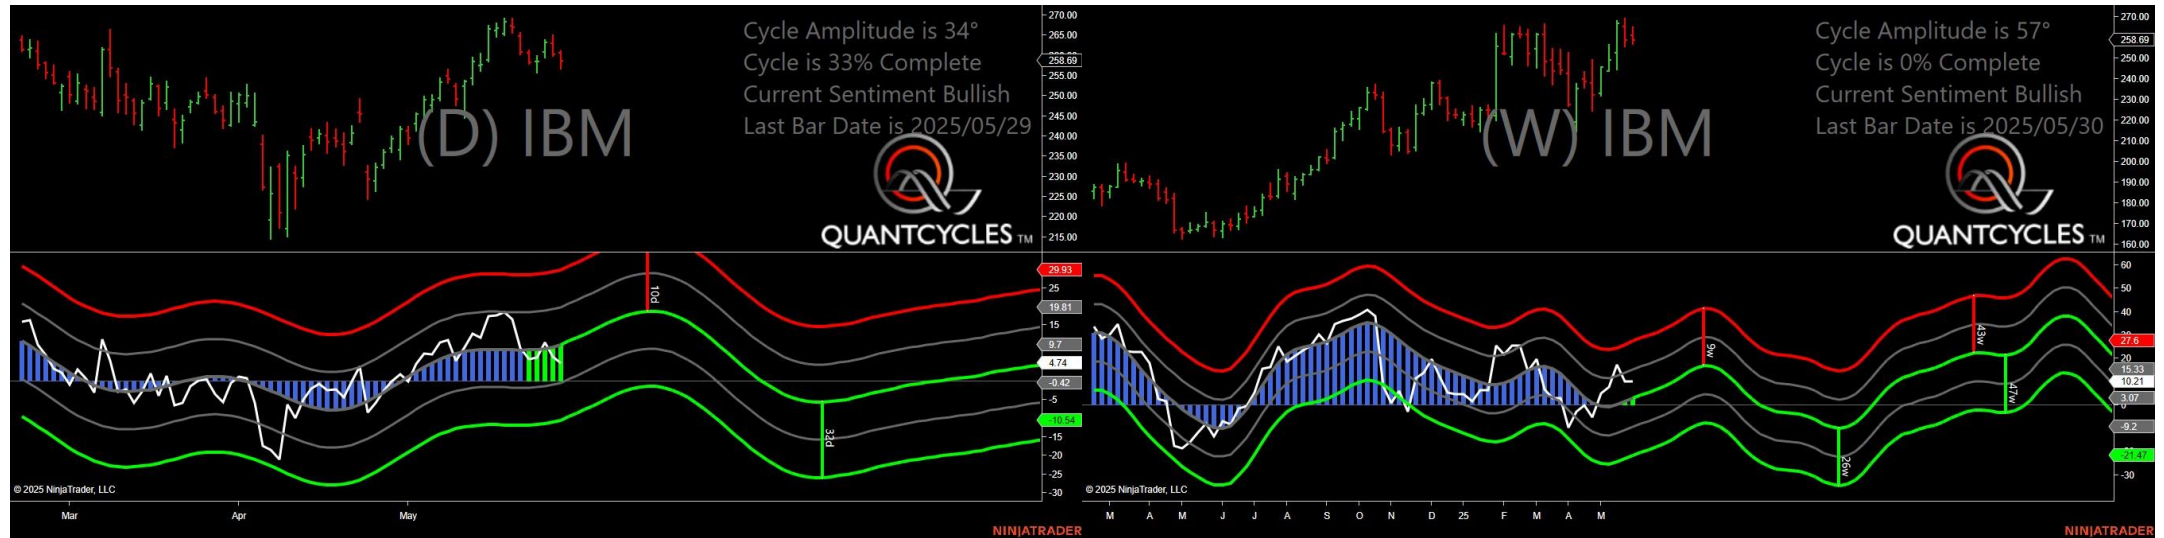 Cycle Amplitude is 34°
Cycle is 33% Complete
Current Sentiment Bullish
Last Bar Date is 2025/05/29
(D) IBM
QUANTCYCLES TM
270.00
265.00
258.69
255.00
250.00
245.00
240.00
235.00
230.00
225.00
220.00
215.00
29.93
25
19.81
15
9.7
4.74
-0.42
-5
-10.54
-15
-20
-25
-30
10d
32d
© 2025 NinjaTrader, LLC
Mar
Apr
May
NINJATRADER
Cycle Amplitude is 57°
Cycle is 0% Complete
Current Sentiment Bullish
Last Bar Date is 2025/05/30
(W) IBM
QUANTCYCLES TM
270.00
258.69
250.00
240.00
230.00
220.00
210.00
200.00
190.00
180.00
170.00
160.00
60
50
40
27.6
20
15.33
10.21
3.07
-9.2
-21.47
-30
9w
26w
43w
47w
© 2025 NinjaTrader, LLC
M A M J J A S O N D 25 F M A M
NINJATRADER